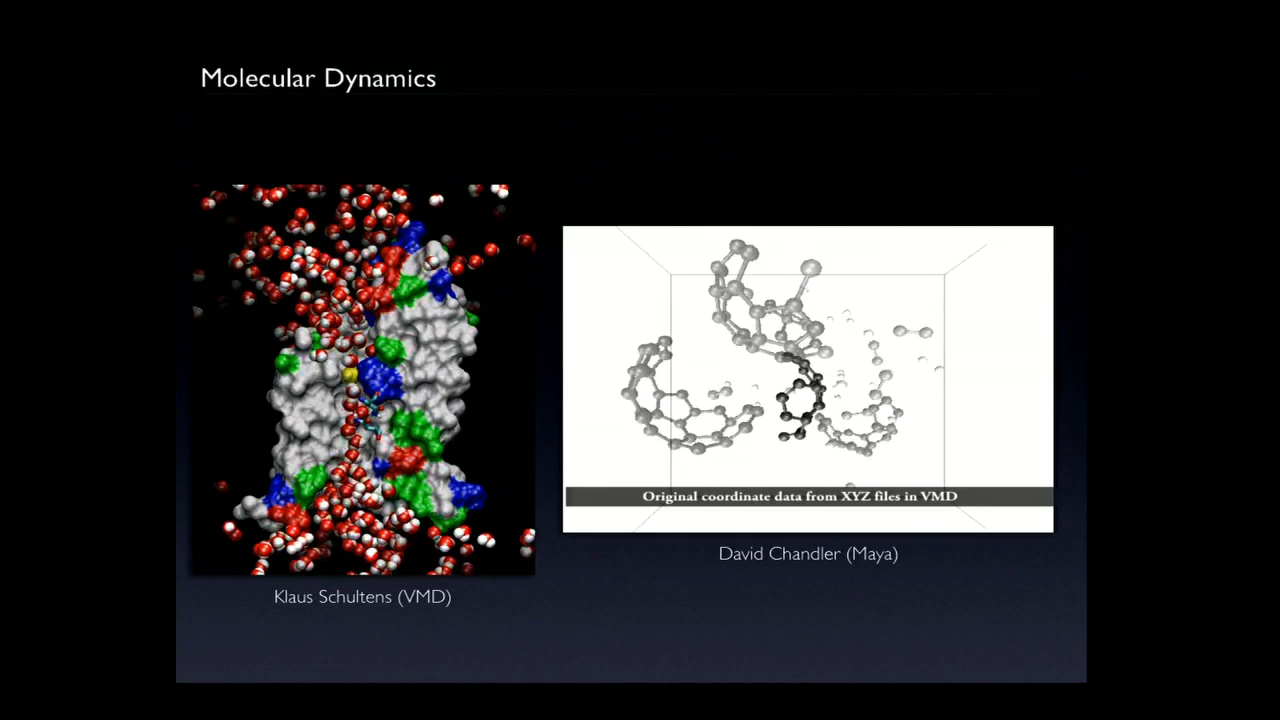 Molecular Dynamics
Original coordinate data from XYZ files in VMD
David Chandler (Maya)
Klaus Schultens (VMD)